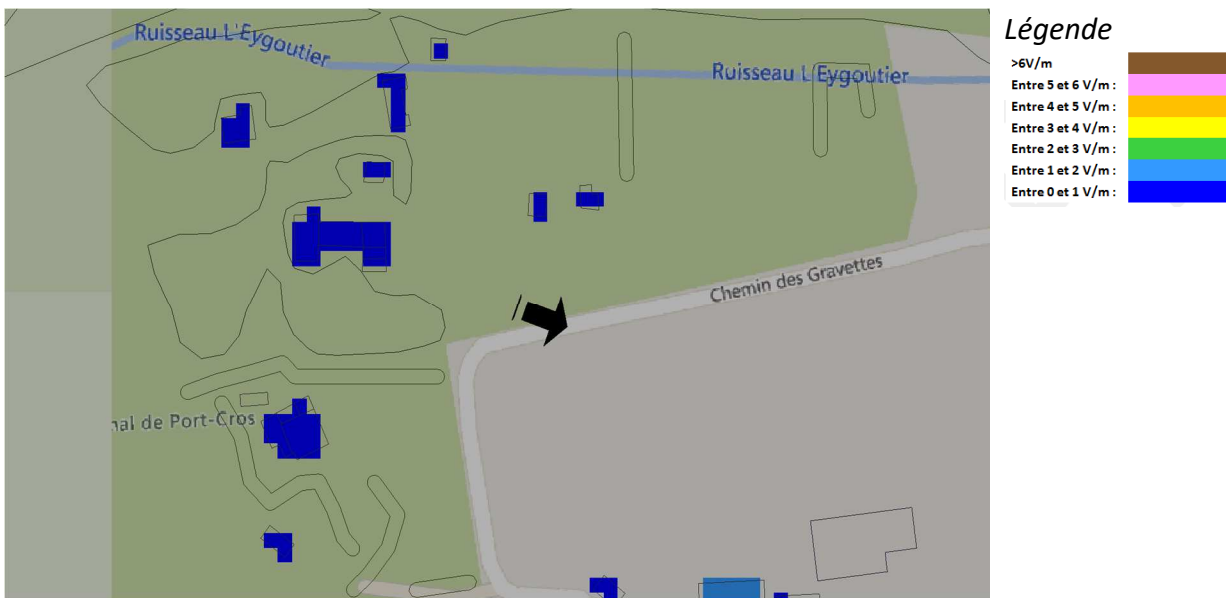 Ruisseau L'Eygoutier
Ruisseau L Eygoutier
Chemin des Gravettes
nal de Port-Cros
Légende
>6V/m
Entre 5 et 6 V/m :
Entre 4 et 5 V/m :
Entre 3 et 4 V/m :
Entre 2 et 3 V/m :
Entre 1 et 2 V/m :
Entre 0 et 1 V/m :